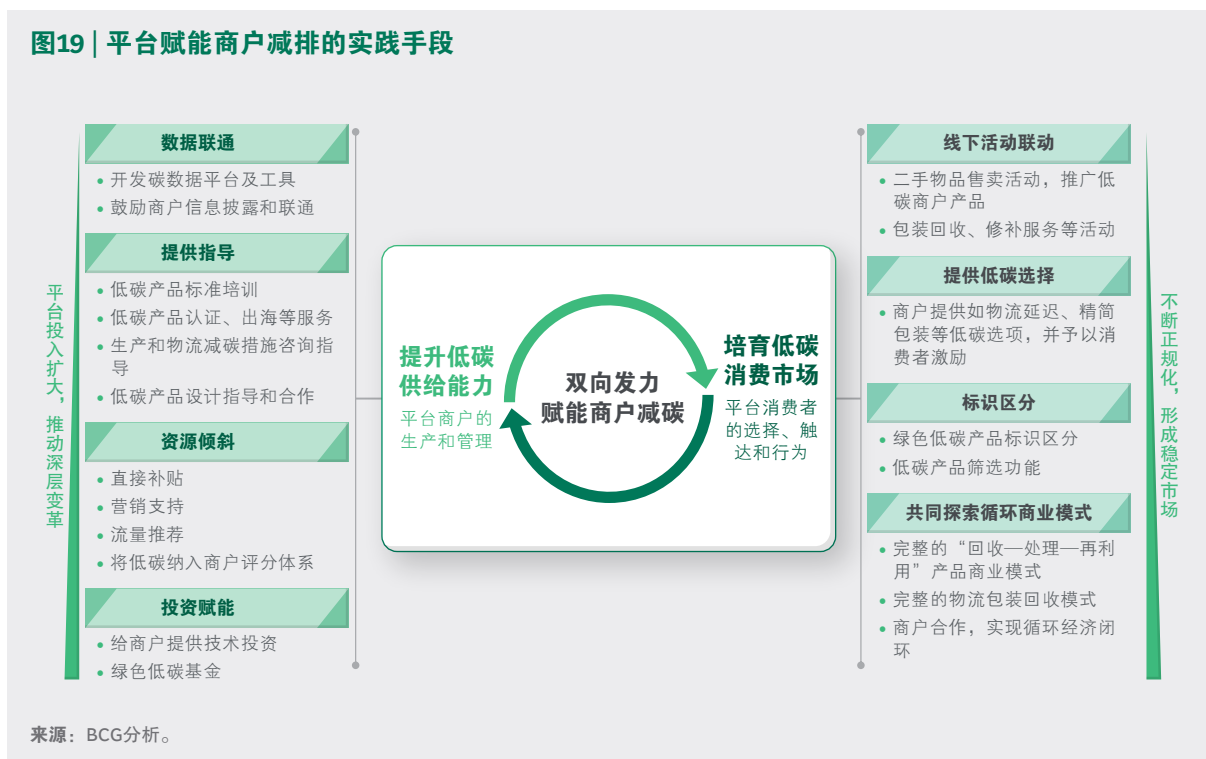 图19 | 平台赋能商户减排的实践手段
平台投入扩大，推动深层变革
数据联通
• 开发碳数据平台及工具
• 鼓励商户信息披露和联通
提供指导
• 低碳产品标准培训
• 低碳产品认证、出海等服务
• 生产和物流减碳措施咨询指
导
• 低碳产品设计指导和合作
资源倾斜
• 直接补贴
• 营销支持
• 流量推荐
• 将低碳纳入商户评分体系
投资赋能
• 给商户提供技术投资
• 绿色低碳基金
提升低碳
供给能力
平台商户的
生产和管理
双向发力
赋能商户减碳
培育低碳
消费市场
平台消费者
的选择、触
达和行为
线下活动联动
• 二手物品售卖活动，推广低
碳商户产品
• 包装回收、修补服务等活动
提供低碳选择
• 商户提供如物流延迟、精简
包装等低碳选项，并予以消
费者激励
标识区分
• 绿色低碳产品标识区分
• 低碳产品筛选功能
共同探索循环商业模式
• 完整的“回收—处理—再利
用”产品商业模式
• 完整的物流包装回收模式
• 商户合作，实现循环经济闭
环
不断正规化，形成稳定市场
来源：BCG分析。